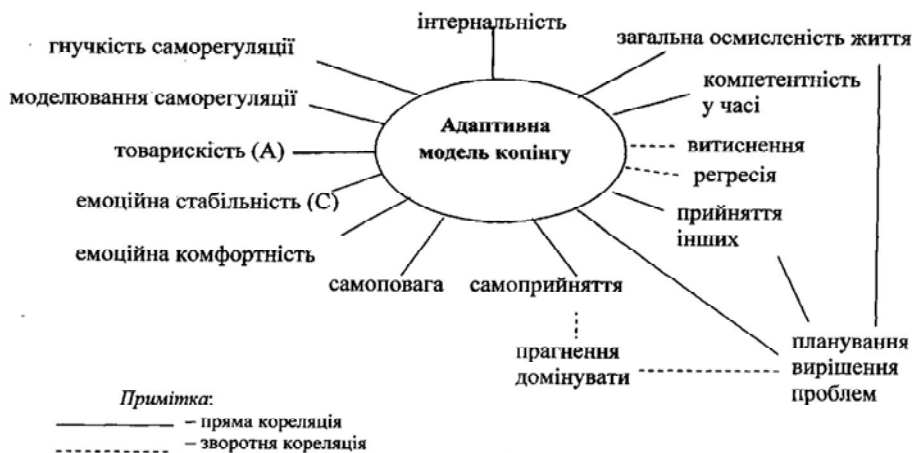 інтернальність
гнучкість саморегуляції
загальна осмисленість життя
моделювання саморегуляції
компетентність
у часі
Адаптивна
модель копінгу
товарискість (А)
витиснення
регресія
емоційна стабільність (С)
прийняття
інших
емоційна комфортність
самоповага
самоприйняття
прагнення
домінувати
планування
вирішення
проблем
Примітка:
– пряма кореляція
– зворотня кореляція